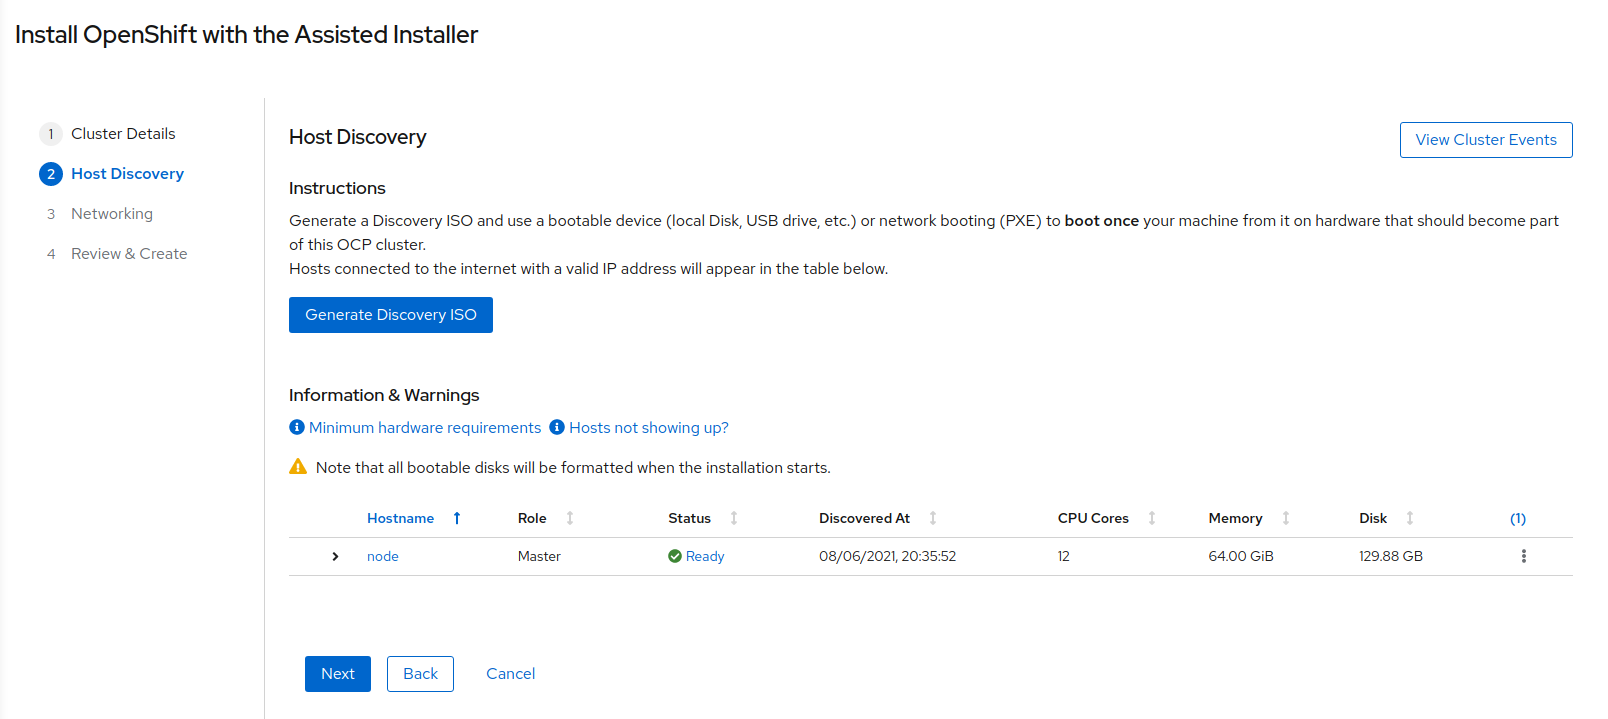 Install OpenShift with the Assisted Installer
1 Cluster Details
2 Host Discovery
3 Networking
4 Review & Create
Host Discovery
View Cluster Events
Instructions
Generate a Discovery ISO and use a bootable device (local Disk, USB drive, etc.) or network booting (PXE) to boot once your machine from it on hardware that should become part
of this OCP cluster.
Hosts connected to the internet with a valid IP address will appear in the table below.
Generate Discovery ISO
Information & Warnings
Minimum hardware requirements Hosts not showing up?
Note that all bootable disks will be formatted when the installation starts.
Hostname Role Status Discovered At CPU Cores Memory Disk (1)
node Master Ready 08/06/2021, 20:35:52 12 64.00 GiB 129.88 GB
Next Back Cancel